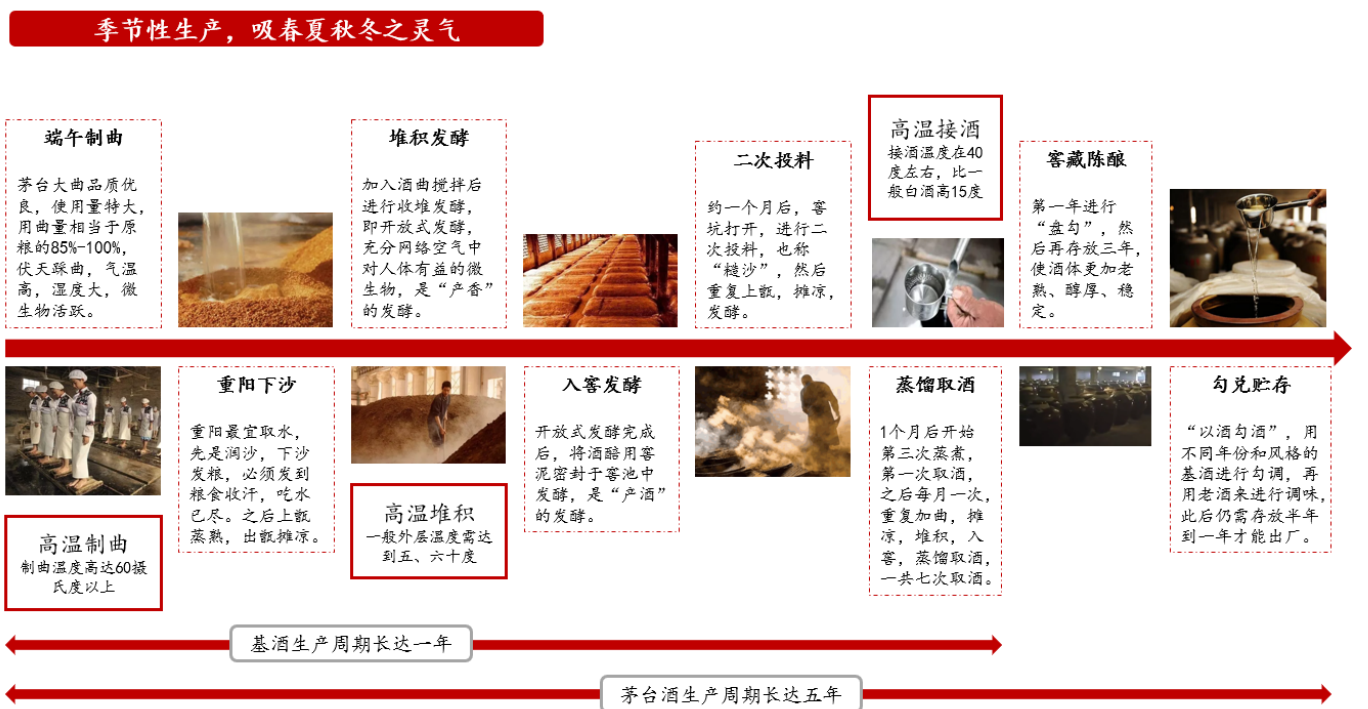 季节性生产，吸春夏秋冬之灵气
端午制曲
茅台大曲品质优
良，使用量特大，
用曲量相当于原
粮的85%-100%，
伏天踩曲，气温
高，湿度大，微
生物活跃。
堆积发酵
加入酒曲搅拌后
进行收堆发酵，
即开放式发酵，
充分网络空气中
对人体有益的微
生物，是“产香”
的发酵。
二次投料
约一个月后，窖
坑打开，进行二
次投料，也称
“糙沙”，然后
重复上甑，摊凉，
发酵。
高温接酒
接酒温度在40
度左右，比一
般白酒高15度
窖藏陈酿
第一年进行
“盘勾”，然
后再存放三年，
使酒体更加老
熟、醇厚、稳
定。
高温制曲
制曲温度高达60摄
氏度以上
重阳下沙
重阳最宜取水，
先是润沙，下沙
发粮，必须发到
粮食收汗，吃水
已尽。之后上甑
蒸熟，出甑摊凉。
高温堆积
一般外层温度需达
到五、六十度
入窖发酵
开放式发酵完成
后，将酒醅用窖
泥密封于窖池中
发酵，是“产酒”
的发酵。
蒸馏取酒
1个月后开始
第三次蒸煮，
第一次取酒，
之后每月一次，
重复加曲，摊
凉，堆积，入
窖，蒸馏取酒，
一共七次取酒。
勾兑贮存
“以酒勾酒”，用
不同年份和风格的
基酒进行勾调，再
用老酒来进行调味，
此后仍需存放半年
到一年才能出厂。
基酒生产周期长达一年
茅台酒生产周期长达五年